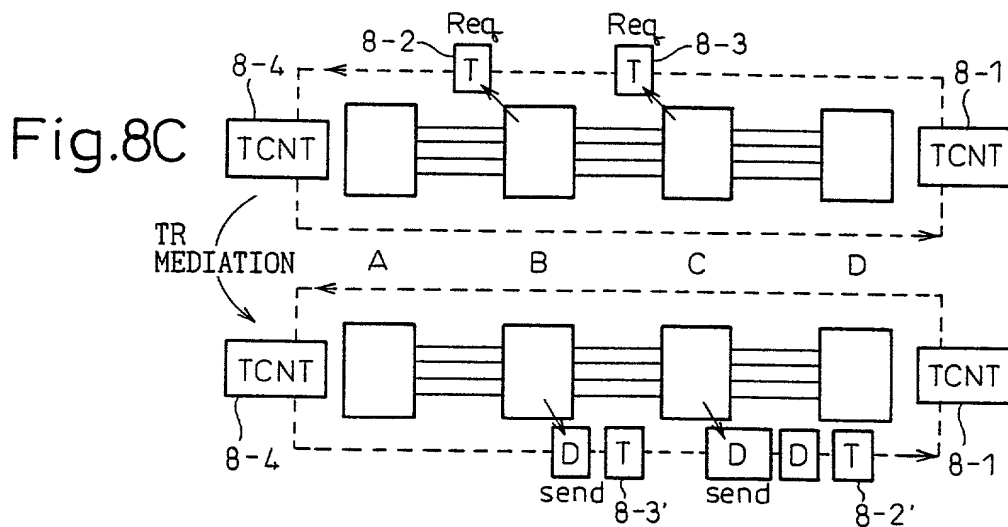 Req Req
8-2 8-3
8-4 T T 8-1
Fig.8C
TCNT TCNT
TR
MEDIATION
A B C D
TCNT TCNT
8-4 D T D D T 8-1
send 8-3' send 8-2'